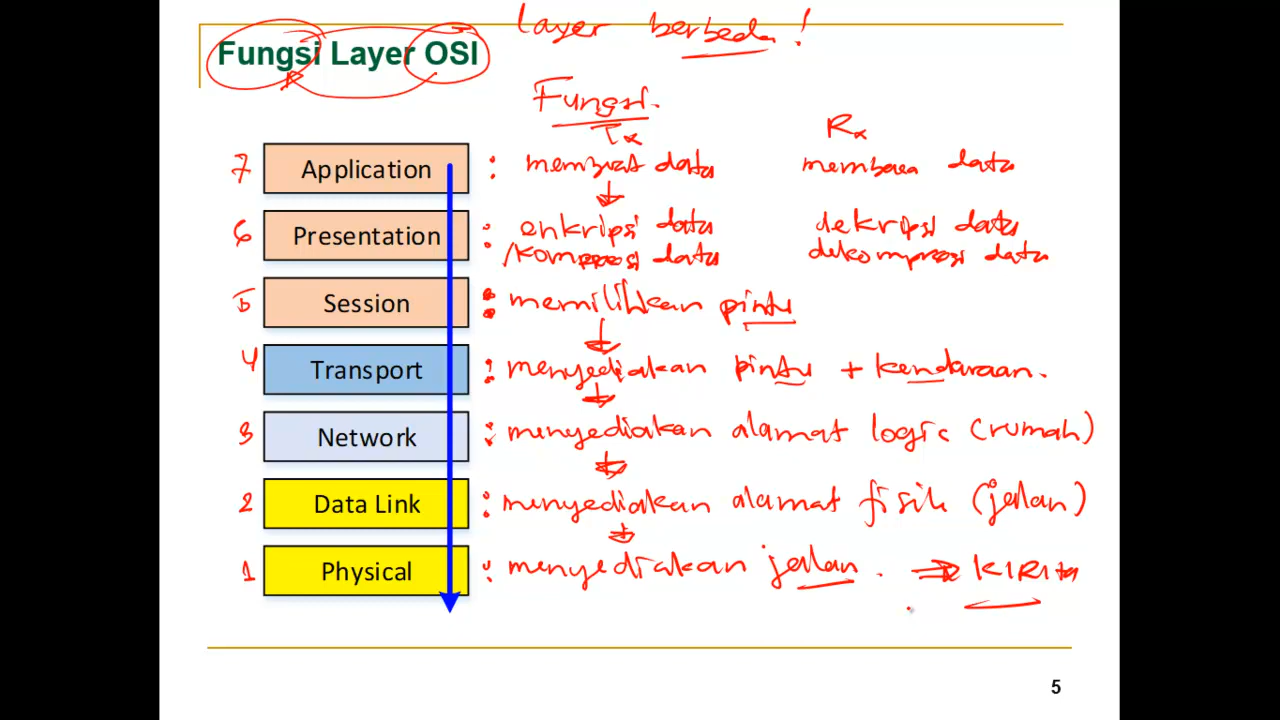 layer berbeda !
Fungsi Layer OSI
Fungsi.
Tx Rx
7 Application : membuat data membaca data
6 Presentation : enkripsi data dekripsi data
/kompresi data dekompresi data
5 Session : memilihkan pintu
4 Transport : menyediakan pintu + kendaraan.
3 Network : menyediakan alamat logic (rumah)
2 Data Link : menyediakan alamat fisik (jalan)
1 Physical : menyediakan jalan. ⇒
5